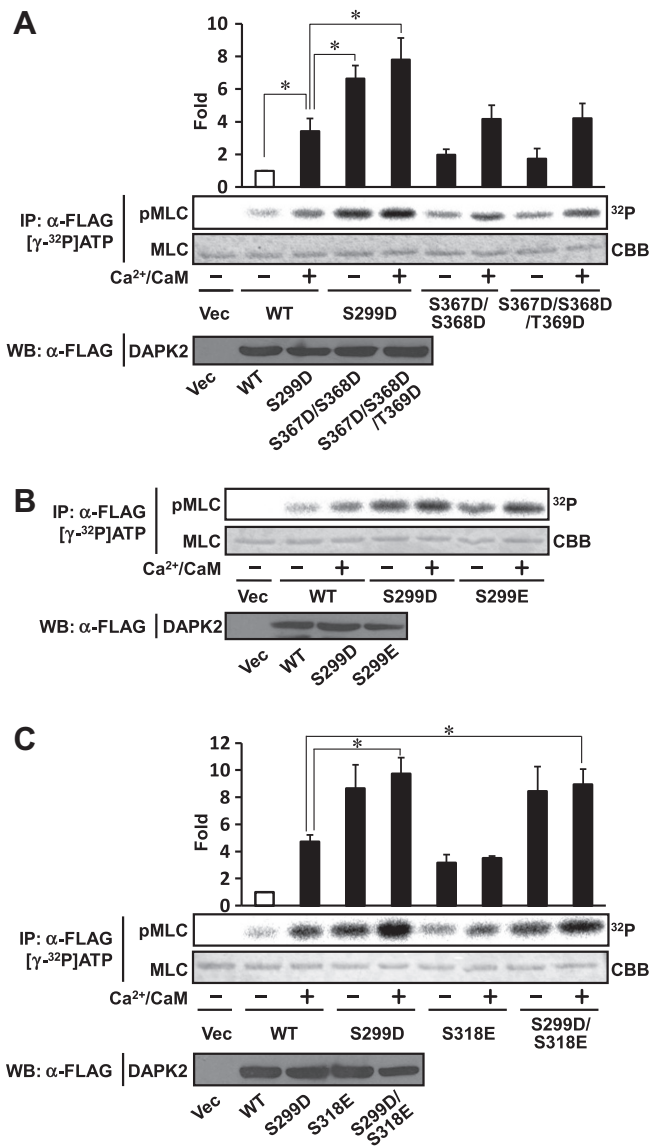 A
10
8
6
4
2
0
Fold
* * *
IP: α-FLAG
[γ-³²P]ATP
pMLC
³²P
MLC
CBB
Ca²⁺/CaM
− − + − + − + − +
Vec WT S299D S367D/S368D S367D/S368D/T369D
WB: α-FLAG
DAPK2
Vec WT S299D S367D/S368D S367D/S368D/T369D
B
IP: α-FLAG
[γ-³²P]ATP
pMLC
³²P
MLC
CBB
Ca²⁺/CaM
− − + − + − +
Vec WT S299D S299E
WB: α-FLAG
DAPK2
Vec WT S299D S299E
C
12
10
8
6
4
2
0
Fold
* *
IP: α-FLAG
[γ-³²P]ATP
pMLC
³²P
MLC
CBB
Ca²⁺/CaM
− − + − + − + − +
Vec WT S299D S318E S299D/S318E
WB: α-FLAG
DAPK2
Vec WT S299D S318E S299D/S318E